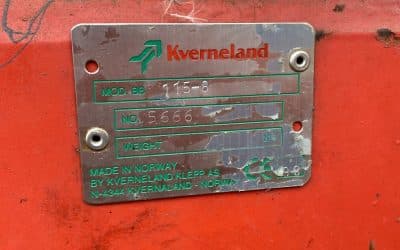 Kverneland
MOD. BB 115-8
NO. 5666
WEIGHT
MADE IN NORWAY
BY KVERNELAND KLEPP AS
N-4344 KVERNALAND - NORWAY
CE